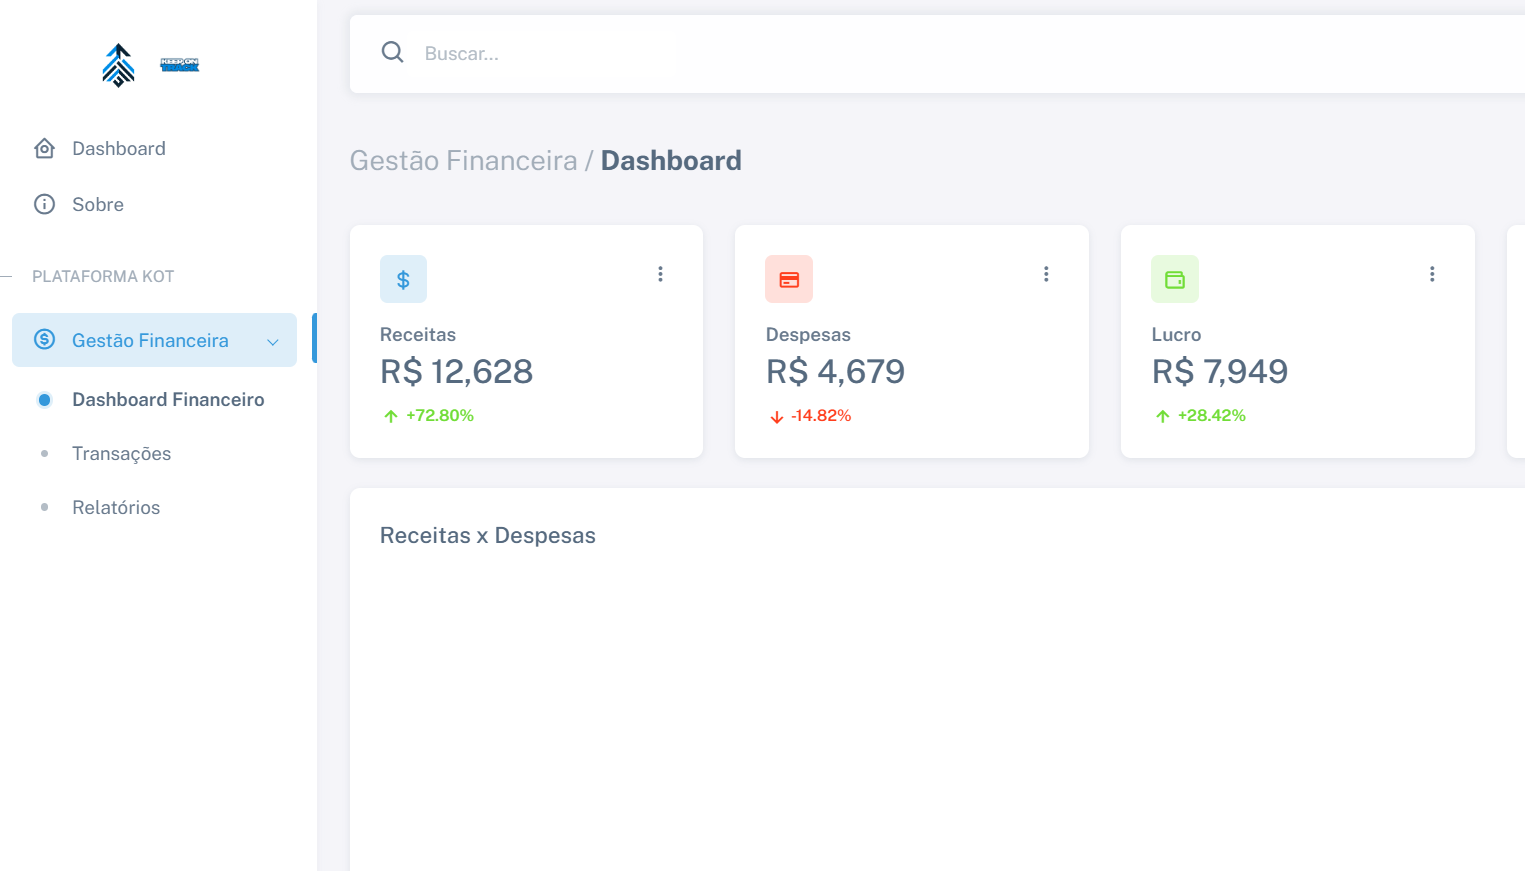 KEEP ON
TRACK
Dashboard
Sobre
PLATAFORMA KOT
Gestão Financeira
Dashboard Financeiro
Transações
Relatórios
Buscar...
Gestão Financeira / Dashboard
Receitas
R$ 12,628
+72.80%
Despesas
R$ 4,679
-14.82%
Lucro
R$ 7,949
+28.42%
Receitas x Despesas